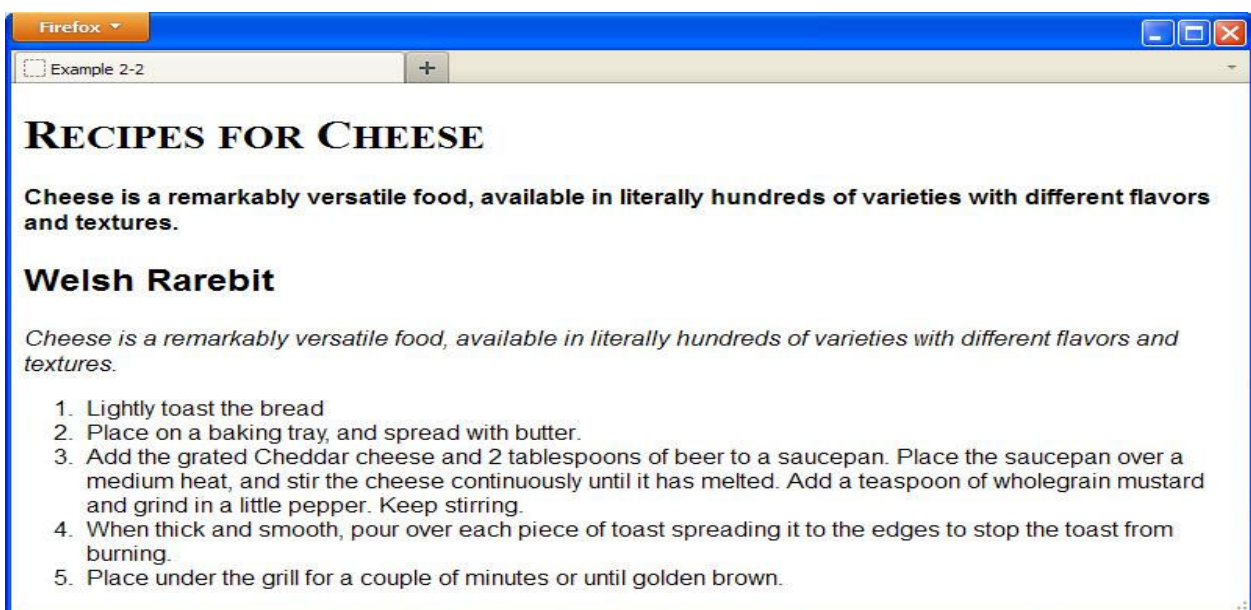 Firefox
Example 2-2
RECIPES FOR CHEESE
Cheese is a remarkably versatile food, available in literally hundreds of varieties with different flavors
and textures.
Welsh Rarebit
Cheese is a remarkably versatile food, available in literally hundreds of varieties with different flavors and
textures.
1. Lightly toast the bread
2. Place on a baking tray, and spread with butter.
3. Add the grated Cheddar cheese and 2 tablespoons of beer to a saucepan. Place the saucepan over a
medium heat, and stir the cheese continuously until it has melted. Add a teaspoon of wholegrain mustard
and grind in a little pepper. Keep stirring.
4. When thick and smooth, pour over each piece of toast spreading it to the edges to stop the toast from
burning.
5. Place under the grill for a couple of minutes or until golden brown.